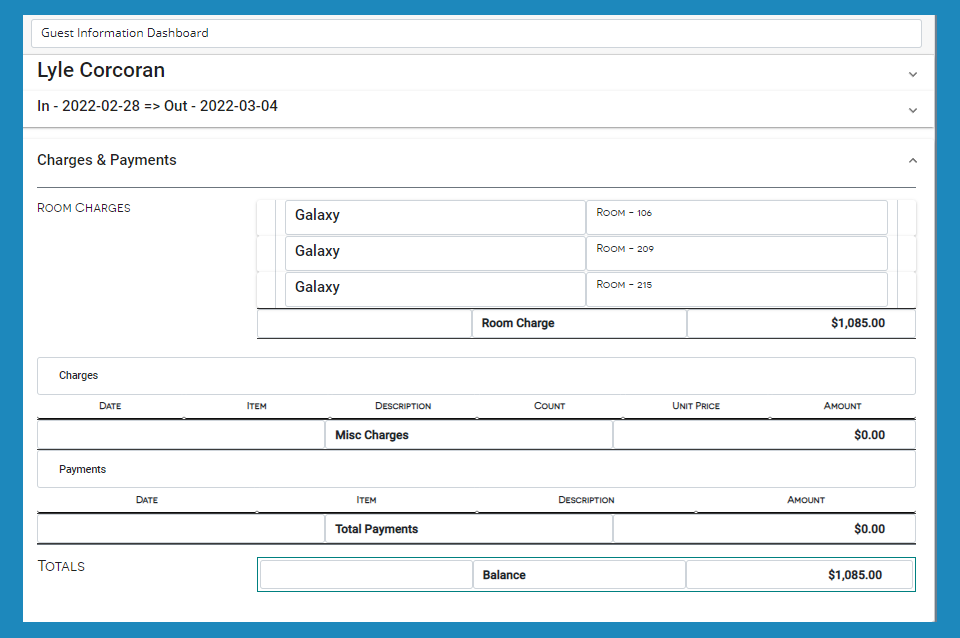 Guest Information Dashboard
Lyle Corcoran
In - 2022-02-28 => Out - 2022-03-04
Charges & Payments
Room Charges
Galaxy Room - 106
Galaxy Room - 209
Galaxy Room - 215
Room Charge $1,085.00
Charges
Date Item Description Count Unit Price Amount
Misc Charges $0.00
Payments
Date Item Description Amount
Total Payments $0.00
Totals Balance $1,085.00